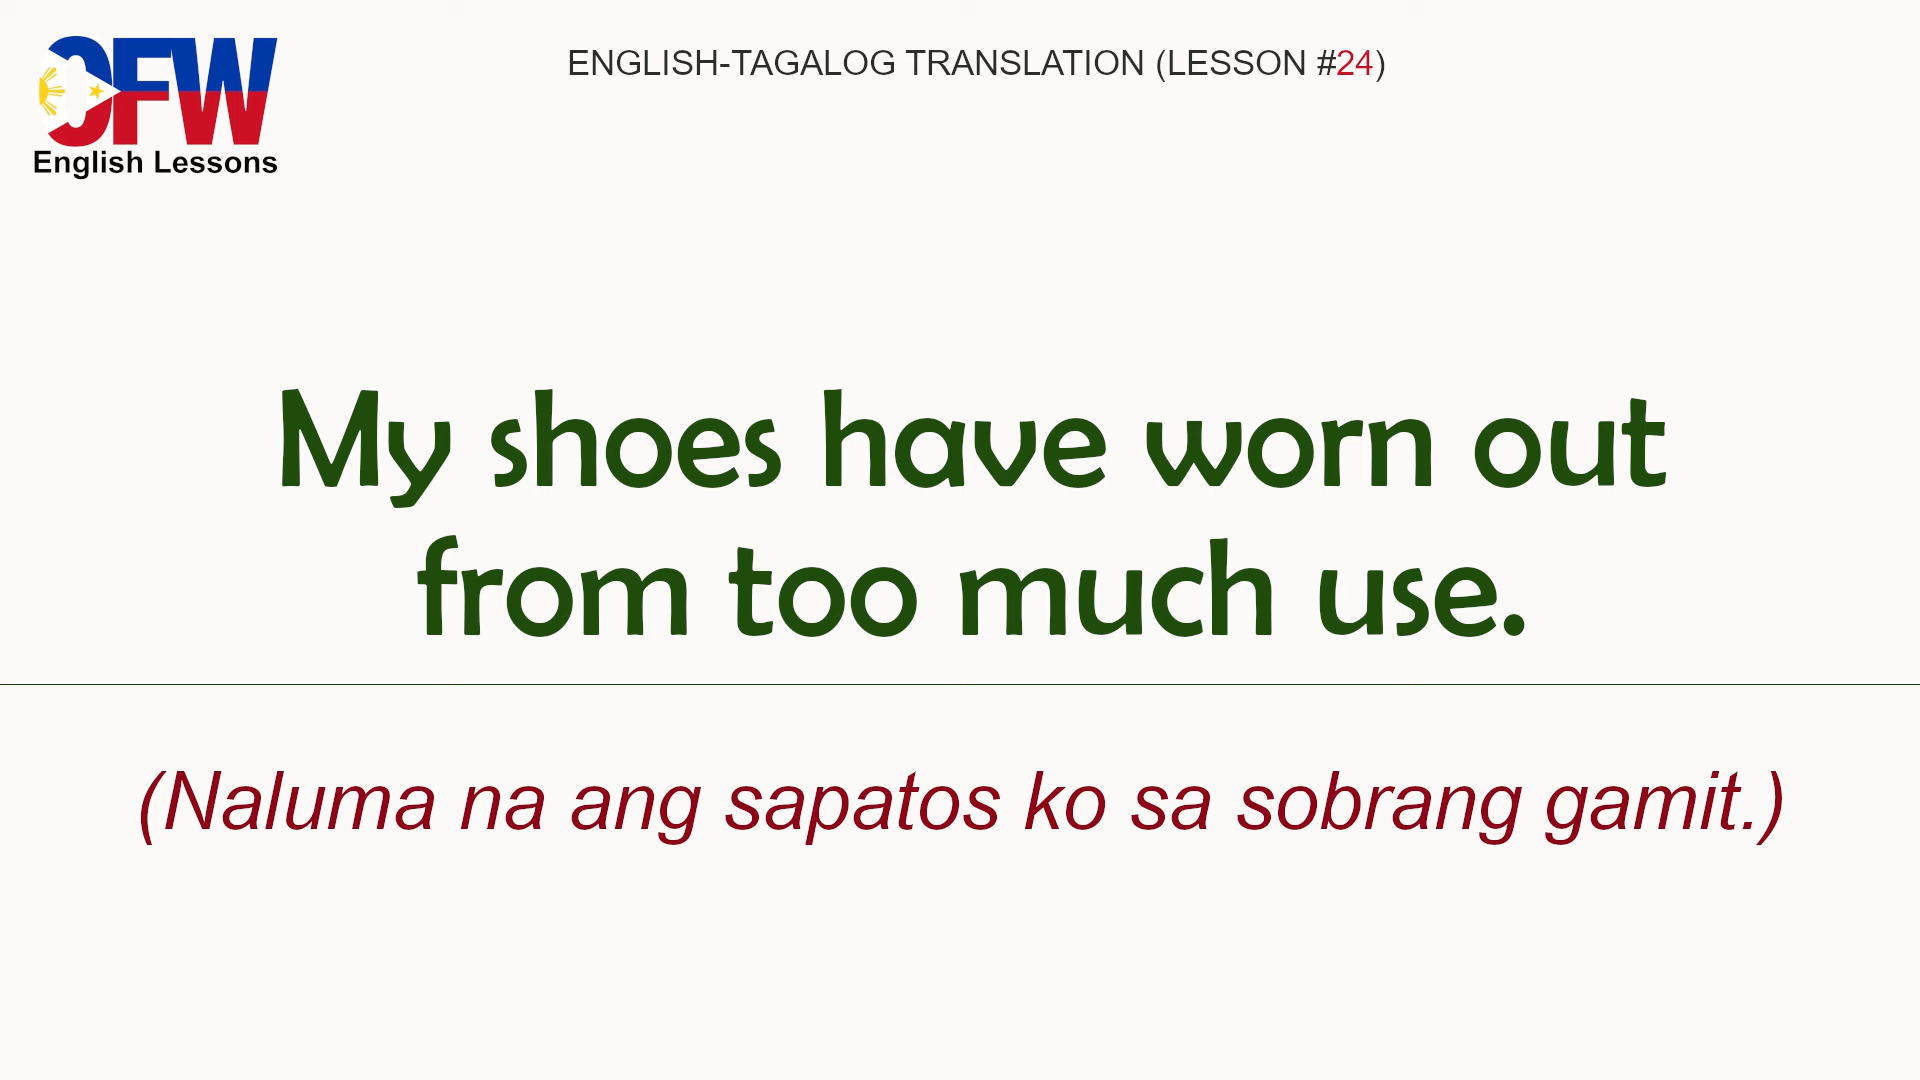 OFW
English Lessons
ENGLISH-TAGALOG TRANSLATION (LESSON #24)
My shoes have worn out
from too much use.
(Naluma na ang sapatos ko sa sobrang gamit.)